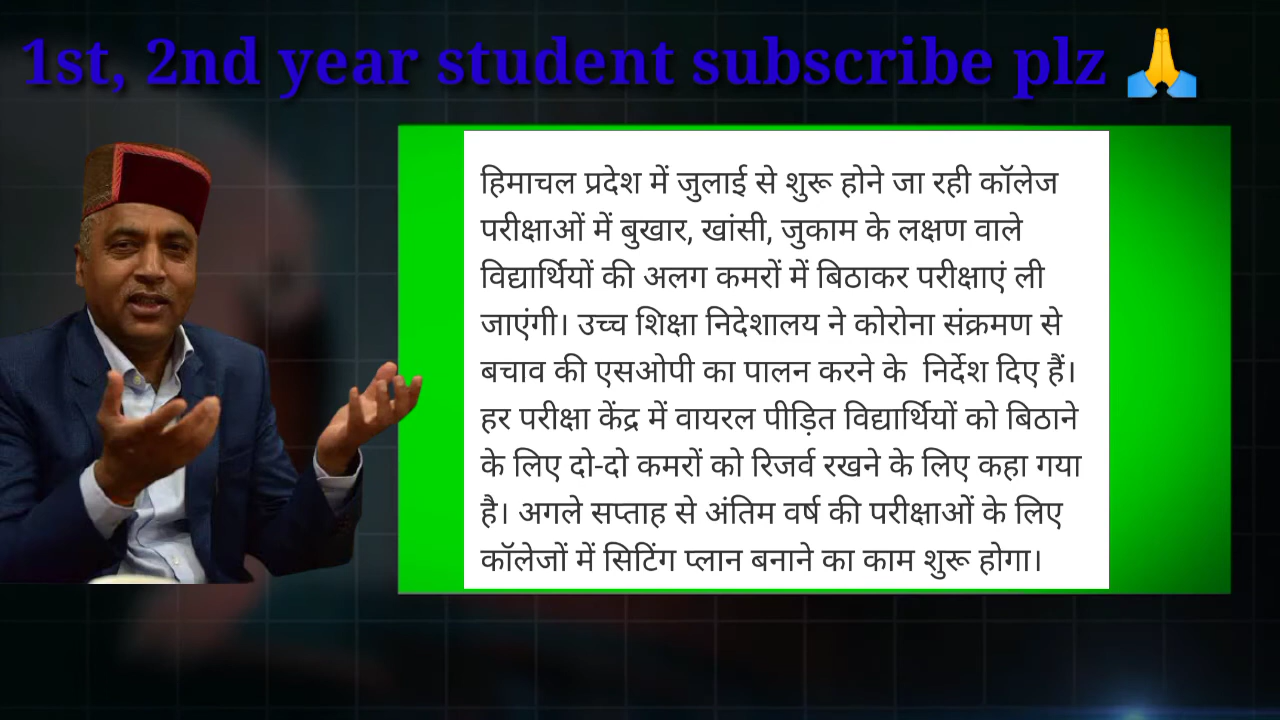 1st, 2nd year student subscribe plz 🙏
हिमाचल प्रदेश में जुलाई से शुरू होने जा रही कॉलेज
परीक्षाओं में बुखार, खांसी, जुकाम के लक्षण वाले
विद्यार्थियों की अलग कमरों में बिठाकर परीक्षाएं ली
जाएंगी। उच्च शिक्षा निदेशालय ने कोरोना संक्रमण से
बचाव की एसओपी का पालन करने के निर्देश दिए हैं।
हर परीक्षा केंद्र में वायरल पीड़ित विद्यार्थियों को बिठाने
के लिए दो-दो कमरों को रिजर्व रखने के लिए कहा गया
है। अगले सप्ताह से अंतिम वर्ष की परीक्षाओं के लिए
कॉलेजों में सिटिंग प्लान बनाने का काम शुरू होगा।